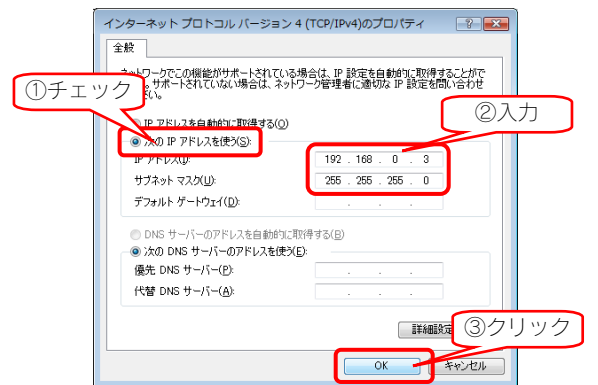 インターネット プロトコル バージョン 4 (TCP/IPv4)のプロパティ
全般
ネットワークでこの機能がサポートされている場合は、IP 設定を自動的に取得することがで
サポートされていない場合は、ネットワーク管理者に適切な IP 設定を問い合わせ
さい。
①チェック
②入力
IP アドレスを自動的に取得する(O)
次の IP アドレスを使う(S):
IP アドレス(I):
192 . 168 . 0 . 3
サブネット マスク(U):
255 . 255 . 255 . 0
デフォルト ゲートウェイ(D):
DNS サーバーのアドレスを自動的に取得する(B)
次の DNS サーバーのアドレスを使う(E):
優先 DNS サーバー(P):
代替 DNS サーバー(A):
詳細設定
③クリック
OK
キャンセル